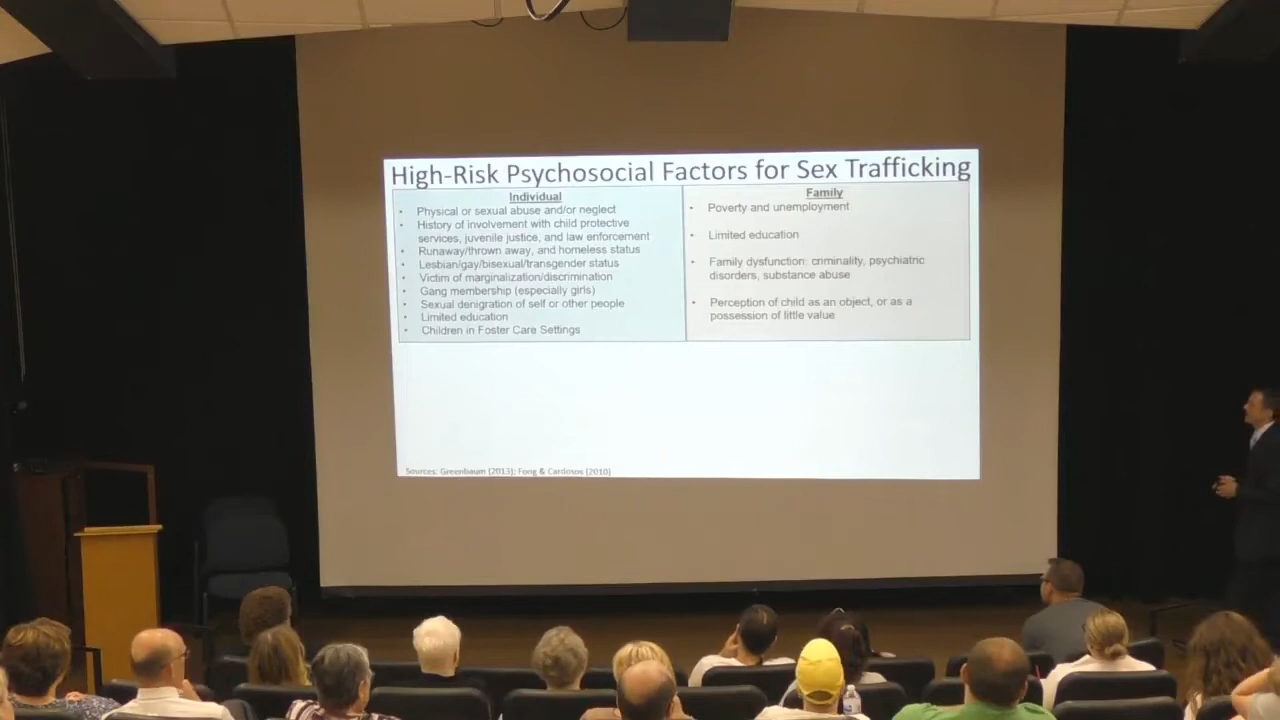 High-Risk Psychosocial Factors for Sex Trafficking
Individual
• Physical or sexual abuse and/or neglect
• History of involvement with child protective
services, juvenile justice, and law enforcement
• Runaway/thrown away, and homeless status
• Lesbian/gay/bisexual/transgender status
• Victim of marginalization/discrimination
• Gang membership (especially girls)
• Sexual denigration of self or other people
• Limited education
• Children in Foster Care Settings
Family
• Poverty and unemployment
• Limited education
• Family dysfunction: criminality, psychiatric
disorders, substance abuse
• Perception of child as an object, or as a
possession of little value
Sources: Greenbaum (2013); Fong & Cardosos (2010)